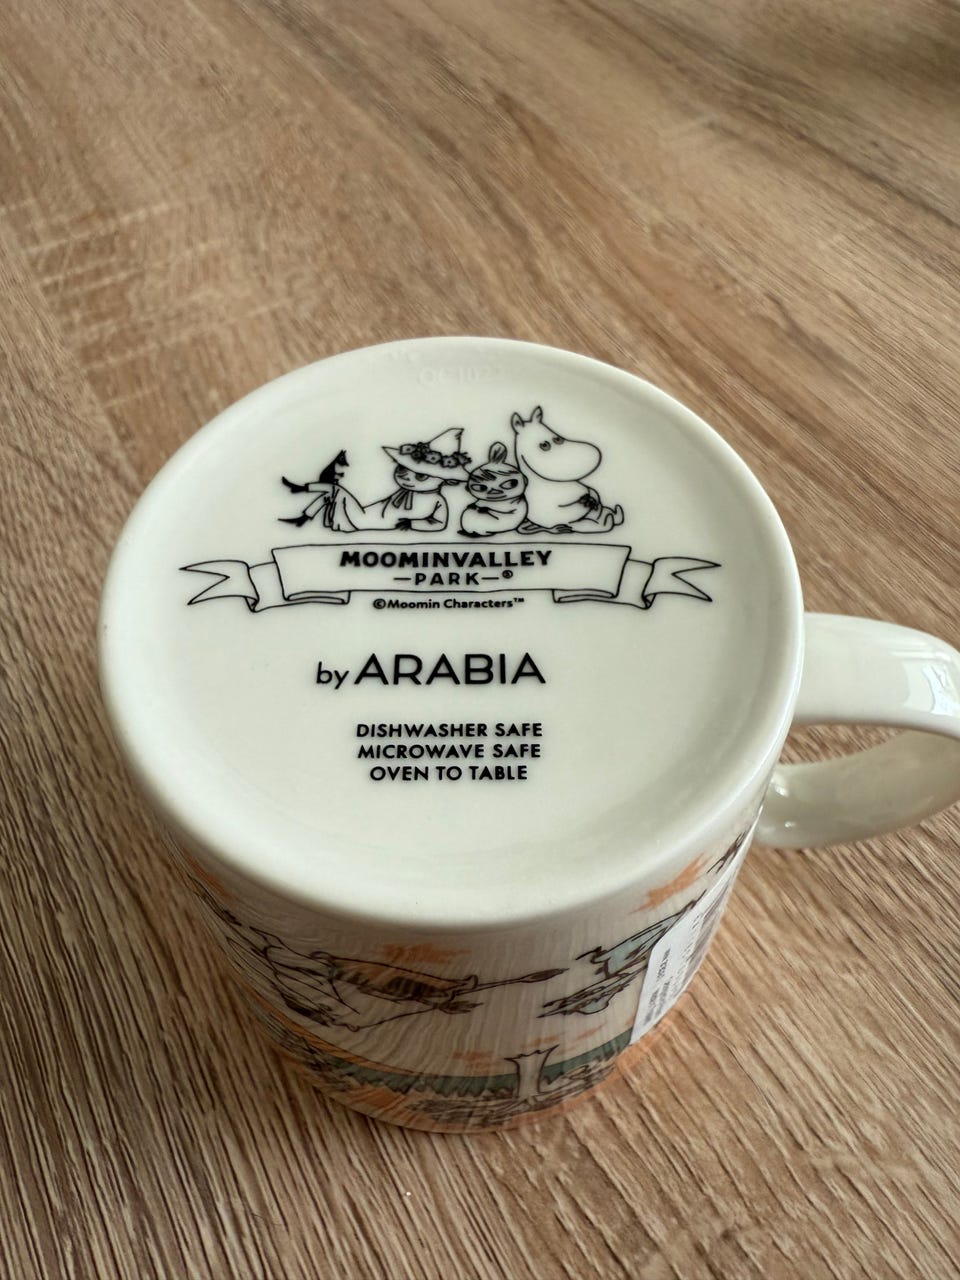 MOOMINVALLEY
—PARK—®
©Moomin Characters™
by ARABIA
DISHWASHER SAFE
MICROWAVE SAFE
OVEN TO TABLE